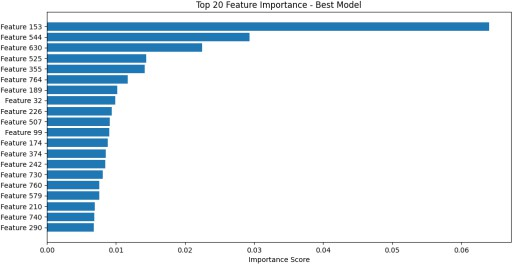 Top 20 Feature Importance - Best Model
Feature 153
Feature 544
Feature 630
Feature 525
Feature 355
Feature 764
Feature 189
Feature 32
Feature 226
Feature 507
Feature 99
Feature 174
Feature 374
Feature 242
Feature 730
Feature 760
Feature 579
Feature 210
Feature 740
Feature 290
0.00 0.01 0.02 0.03 0.04 0.05 0.06
Importance Score